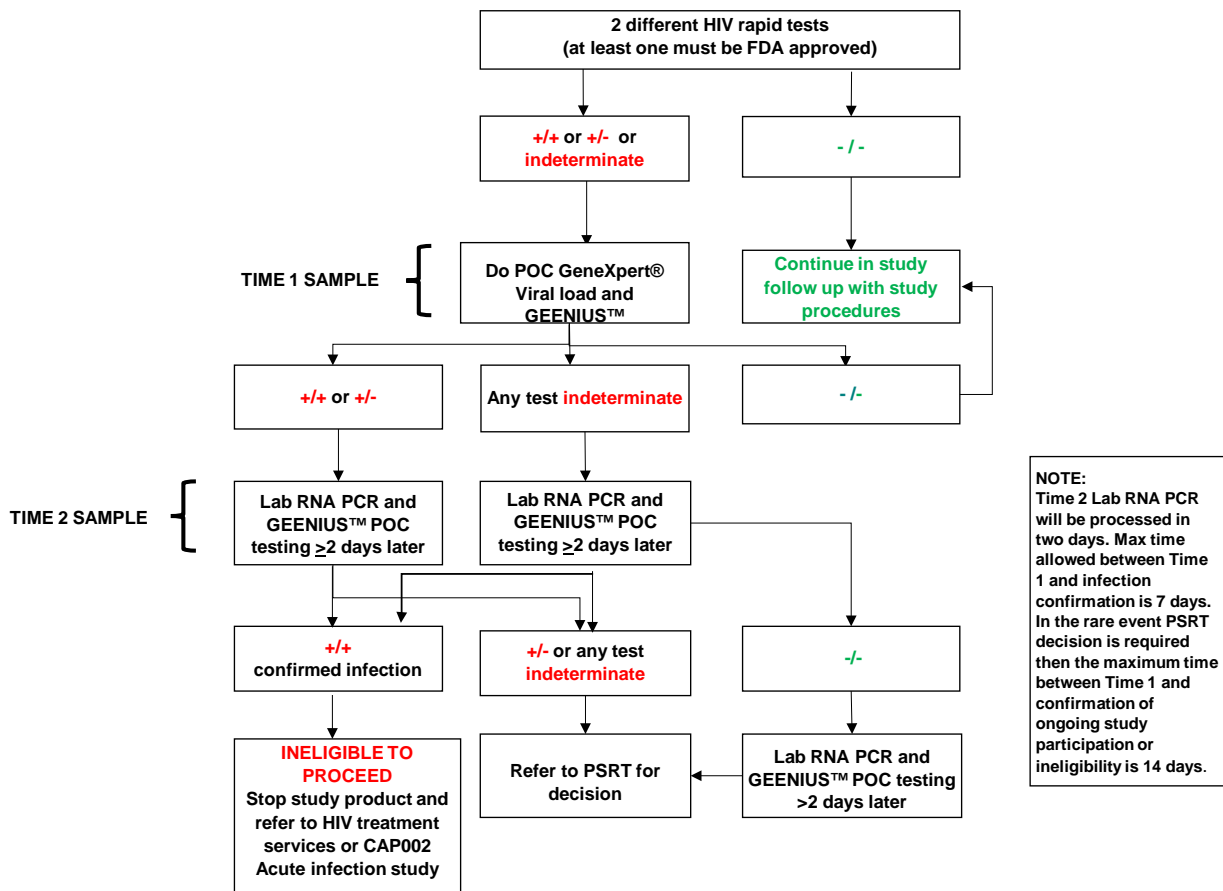 2 different HIV rapid tests
(at least one must be FDA approved)
+/+ or +/- or
indeterminate
- / -
TIME 1 SAMPLE
Do POC GeneXpert®
Viral load and
GEENIUS™
Continue in study
follow up with study
procedures
+/+ or +/-
Any test indeterminate
- /-
TIME 2 SAMPLE
Lab RNA PCR and
GEENIUS™ POC
testing >2 days later
Lab RNA PCR and
GEENIUS™ POC
testing >2 days later
NOTE:
Time 2 Lab RNA PCR
will be processed in
two days. Max time
allowed between Time
1 and infection
confirmation is 7 days.
In the rare event PSRT
decision is required
then the maximum time
between Time 1 and
confirmation of
ongoing study
participation or
ineligibility is 14 days.
+/+
confirmed infection
+/- or any test
indeterminate
-/-
INELIGIBLE TO
PROCEED
Stop study product and
refer to HIV treatment
services or CAP002
Acute infection study
Refer to PSRT for
decision
Lab RNA PCR and
GEENIUS™ POC testing
>2 days later